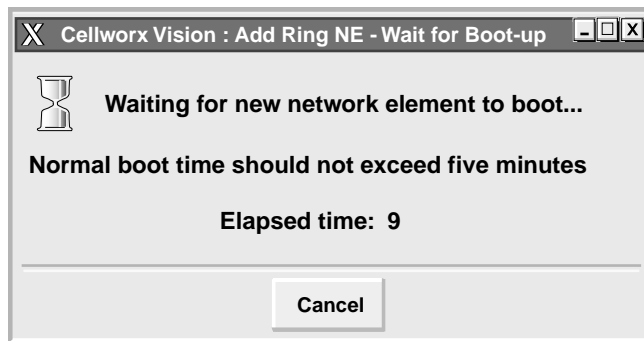 Cellworx Vision : Add Ring NE - Wait for Boot-up
Waiting for new network element to boot...
Normal boot time should not exceed five minutes
Elapsed time: 9
Cancel